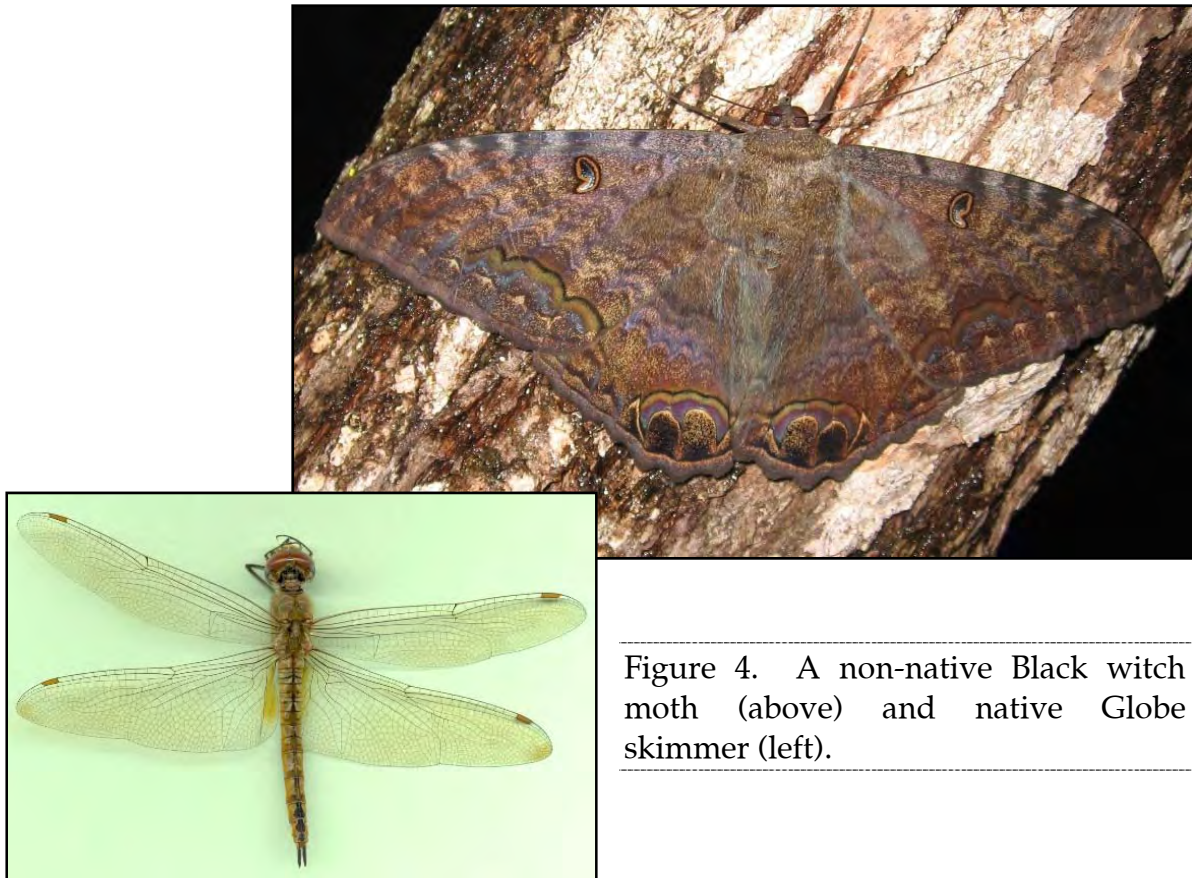 Figure 4. A non-native Black witch
moth (above) and native Globe
skimmer (left).